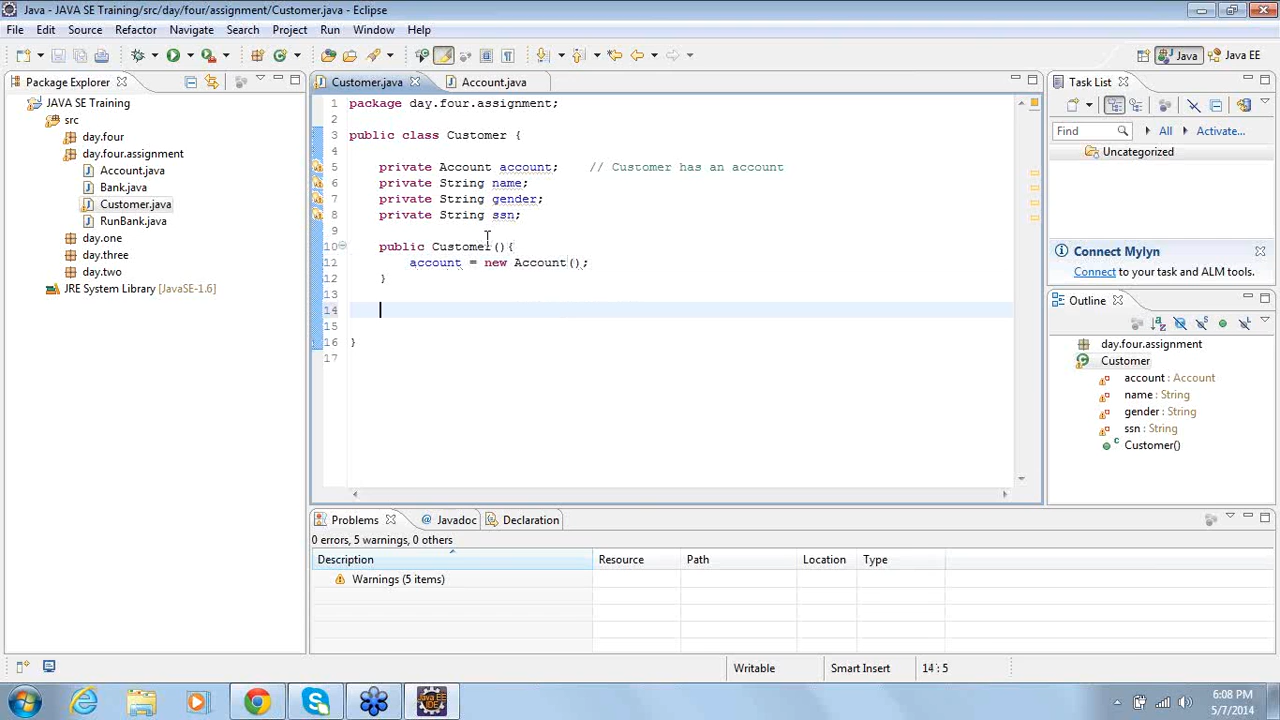 Java - JAVA SE Training/src/day/four/assignment/Customer.java - Eclipse
File Edit Source Refactor Navigate Search Project Run Window Help
Java Java EE
Package Explorer
JAVA SE Training
src
day.four
day.four.assignment
Account.java
Bank.java
Customer.java
RunBank.java
day.one
day.three
day.two
JRE System Library [JavaSE-1.6]
Customer.java Account.java
1 package day.four.assignment;
2
3 public class Customer {
4
5 private Account account; // Customer has an account
6 private String name;
7 private String gender;
8 private String ssn;
9
10 public Customer(){
11 account = new Account();
12 }
13
14
15
16 }
17
Task List
Find All Activate...
Uncategorized
Connect Mylyn
Connect to your task and ALM tools.
Outline
day.four.assignment
Customer
account : Account
name : String
gender : String
ssn : String
Customer()
Problems Javadoc Declaration
0 errors, 5 warnings, 0 others
Description Resource Path Location Type
Warnings (5 items)
Writable Smart Insert 14 : 5
6:08 PM
5/7/2014